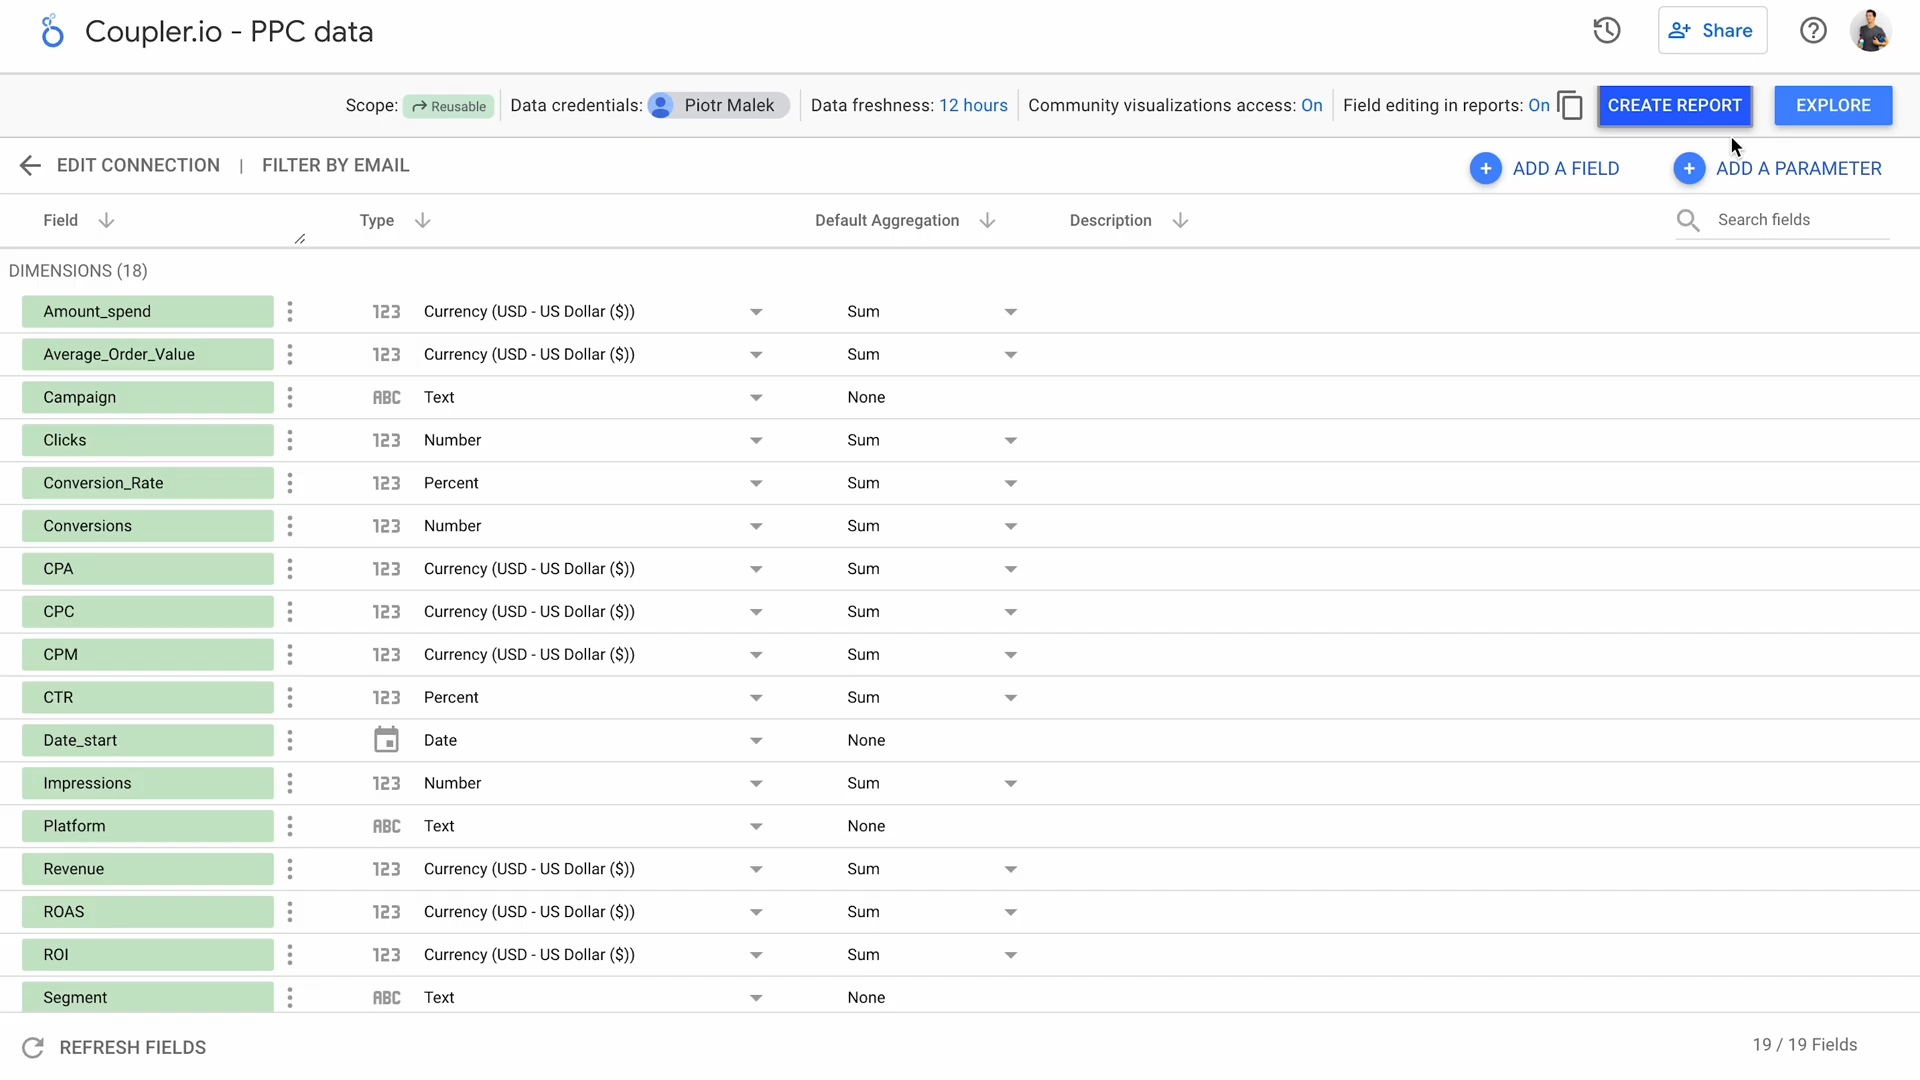 Coupler.io - PPC data
Share
Scope: Reusable Data credentials: Piotr Malek Data freshness: 12 hours Community visualizations access: On Field editing in reports: On CREATE REPORT EXPLORE
EDIT CONNECTION | FILTER BY EMAIL
ADD A FIELD ADD A PARAMETER
Field Type Default Aggregation Description Search fields
DIMENSIONS (18)
Amount_spend 123 Currency (USD - US Dollar ($)) Sum
Average_Order_Value 123 Currency (USD - US Dollar ($)) Sum
Campaign ABC Text None
Clicks 123 Number Sum
Conversion_Rate 123 Percent Sum
Conversions 123 Number Sum
CPA 123 Currency (USD - US Dollar ($)) Sum
CPC 123 Currency (USD - US Dollar ($)) Sum
CPM 123 Currency (USD - US Dollar ($)) Sum
CTR 123 Percent Sum
Date_start Date None
Impressions 123 Number Sum
Platform ABC Text None
Revenue 123 Currency (USD - US Dollar ($)) Sum
ROAS 123 Currency (USD - US Dollar ($)) Sum
ROI 123 Currency (USD - US Dollar ($)) Sum
Segment ABC Text None
REFRESH FIELDS 19 / 19 Fields